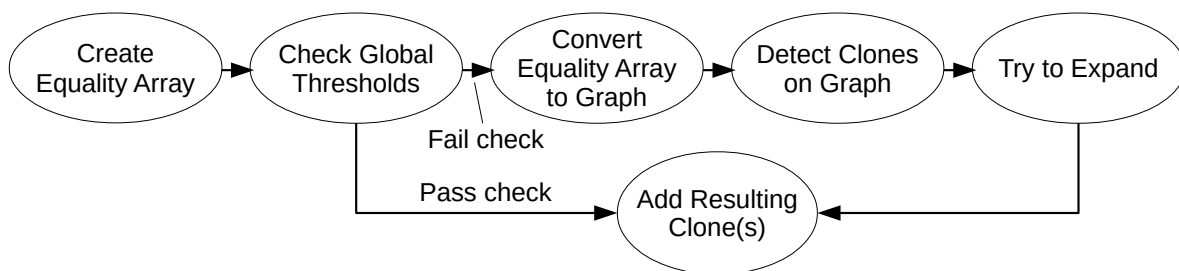 Create
Equality Array
Check Global
Thresholds
Convert
Equality Array
to Graph
Detect Clones
on Graph
Try to Expand
Fail check
Pass check
Add Resulting
Clone(s)